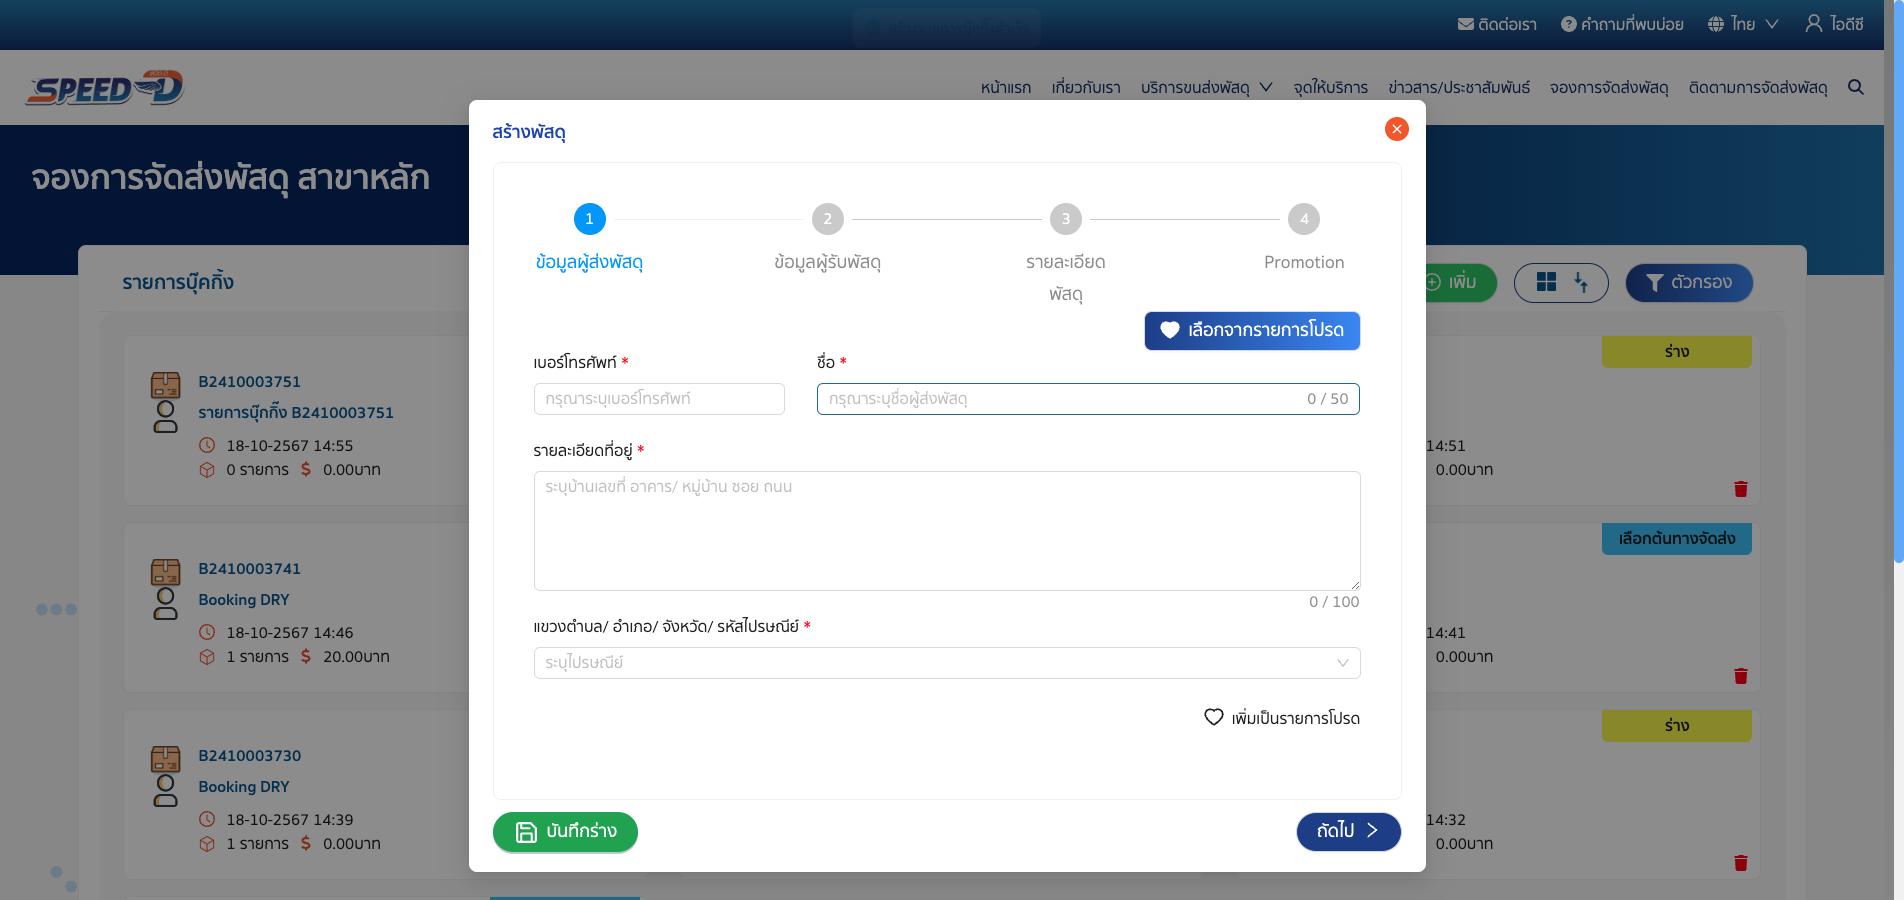 ติดต่อเรา คำถามที่พบบ่อย ไทย ไอดีซี
SPEED D
หน้าแรก เกี่ยวกับเรา บริการขนส่งพัสดุ จุดให้บริการ ข่าวสาร/ประชาสัมพันธ์ จองการจัดส่งพัสดุ ติดตามการจัดส่งพัสดุ
จองการจัดส่งพัสดุ สาขาหลัก
สร้างพัสดุ
1 2 3 4
ข้อมูลผู้ส่งพัสดุ ข้อมูลผู้รับพัสดุ รายละเอียด Promotion
พัสดุ
เลือกจากรายการโปรด
เบอร์โทรศัพท์ * ชื่อ *
กรุณาระบุเบอร์โทรศัพท์ กรุณาระบุชื่อผู้ส่งพัสดุ 0 / 50
รายละเอียดที่อยู่ *
ระบุบ้านเลขที่ อาคาร/ หมู่บ้าน ซอย ถนน
0 / 100
แขวงตำบล/ อำเภอ/ จังหวัด/ รหัสไปรษณีย์ *
ระบุไปรษณีย์
เพิ่มเป็นรายการโปรด
บันทึกร่าง ถัดไป
รายการบุ๊คกิ้ง เพิ่ม ตัวกรอง
B2410003751
รายการบุ๊กกิ๊ง B2410003751
18-10-2567 14:55
0 รายการ $ 0.00บาท
ร่าง
14:51
0.00บาท
B2410003741
Booking DRY
18-10-2567 14:46
1 รายการ $ 20.00บาท
เลือกต้นทางจัดส่ง
14:41
0.00บาท
B2410003730
Booking DRY
18-10-2567 14:39
1 รายการ $ 0.00บาท
ร่าง
14:32
0.00บาท